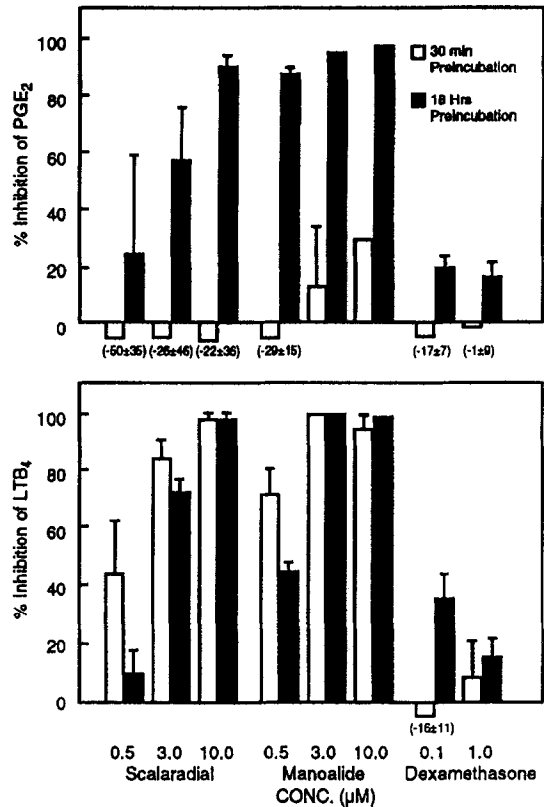 100
80
60
40
20
0
% Inhibition of PGE2
30 min
Preincubation
18 Hrs
Preincubation
(-50±35)
(-26±46)
(-22±36)
(-29±15)
(-17±7)
(-1±9)
100
80
60
40
20
0
% Inhibition of LTB4
(-16±11)
0.5 3.0 10.0 0.5 3.0 10.0 0.1 1.0
Scalaradial Manoalide Dexamethasone
CONC. (µM)